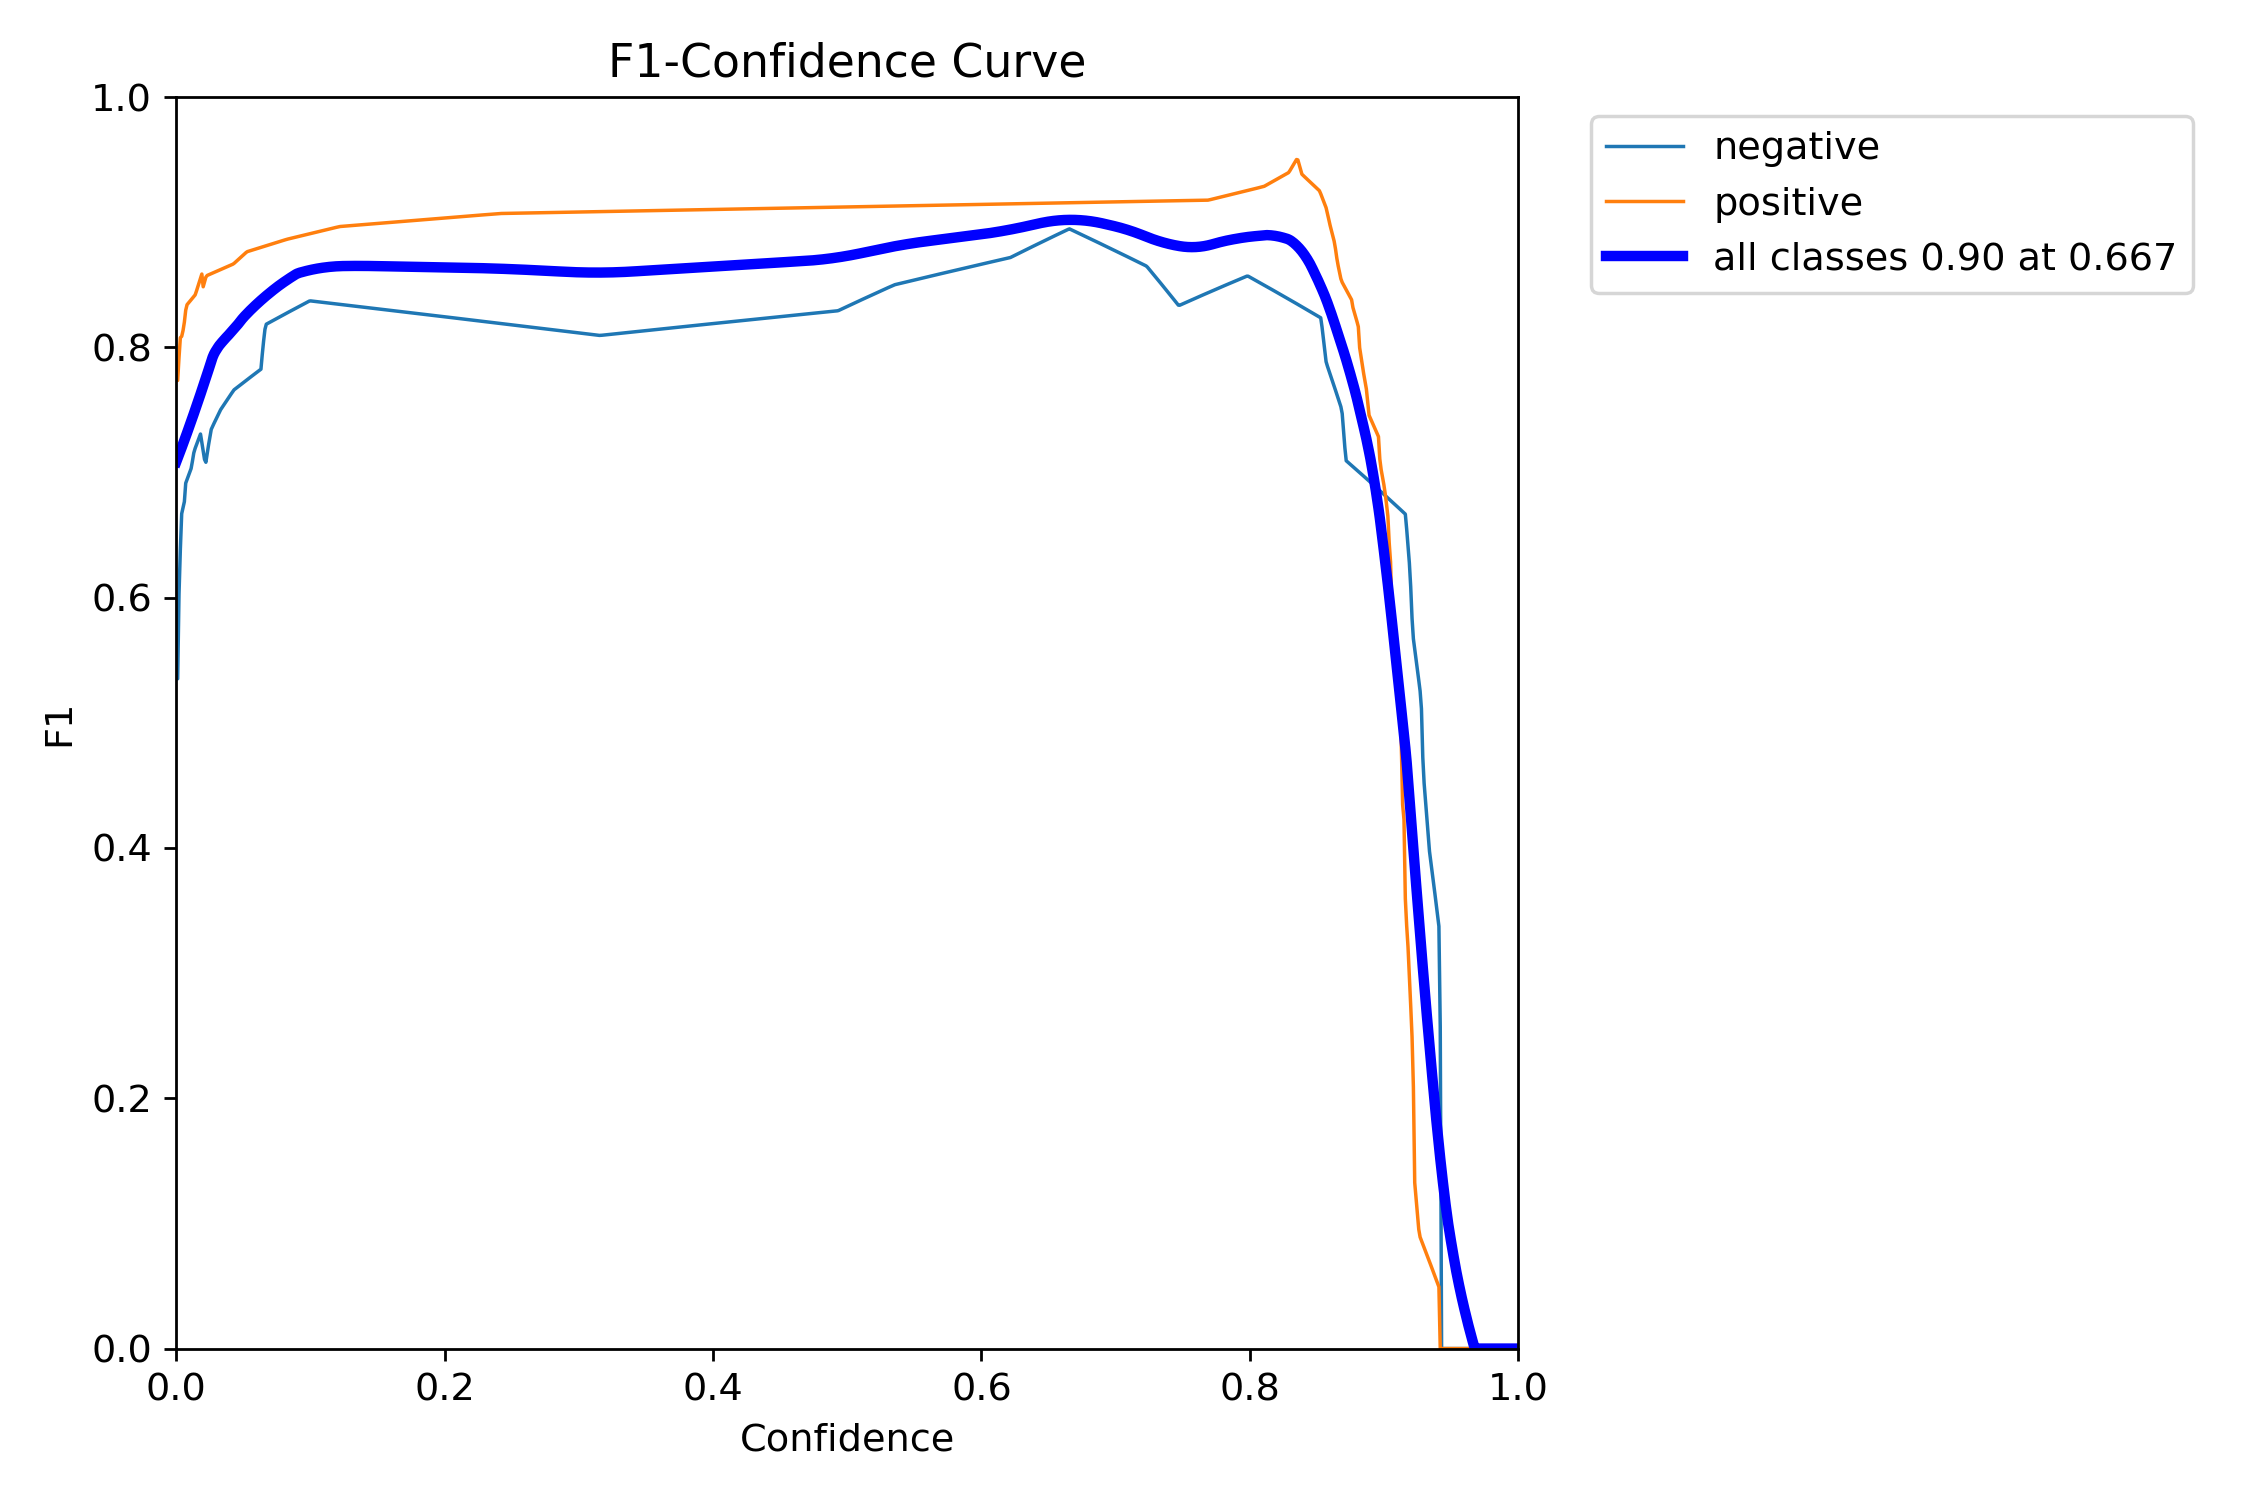 F1-Confidence Curve
1.0
0.8
0.6
0.4
0.2
0.0
F1
0.0 0.2 0.4 0.6 0.8 1.0
Confidence
negative
positive
all classes 0.90 at 0.667